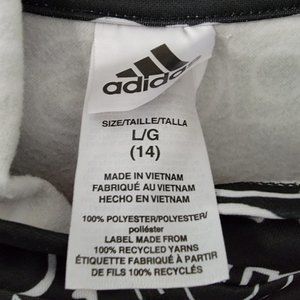 adidas
SIZE/TAILLE/TALLA
L/G
(14)
MADE IN VIETNAM
FABRIQUÉ AU VIETNAM
HECHO EN VIETNAM
100% POLYESTER/POLYESTER/
poliéster
LABEL MADE FROM
100% RECYCLED YARNS
ÉTIQUETTE FABRIQUÉE À PARTIR
DE FILS 100% RECYCLÉS